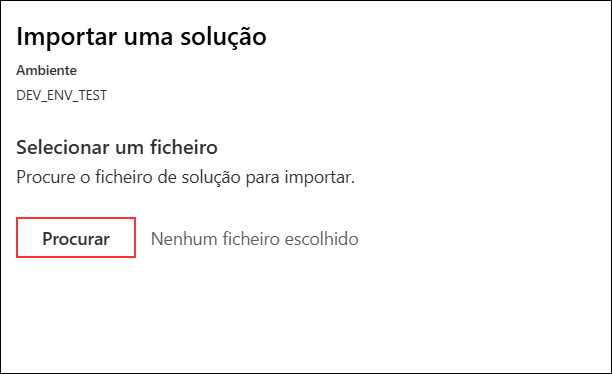 Importar uma solução
Ambiente
DEV_ENV_TEST
Selecionar um ficheiro
Procure o ficheiro de solução para importar.
Procurar Nenhum ficheiro escolhido